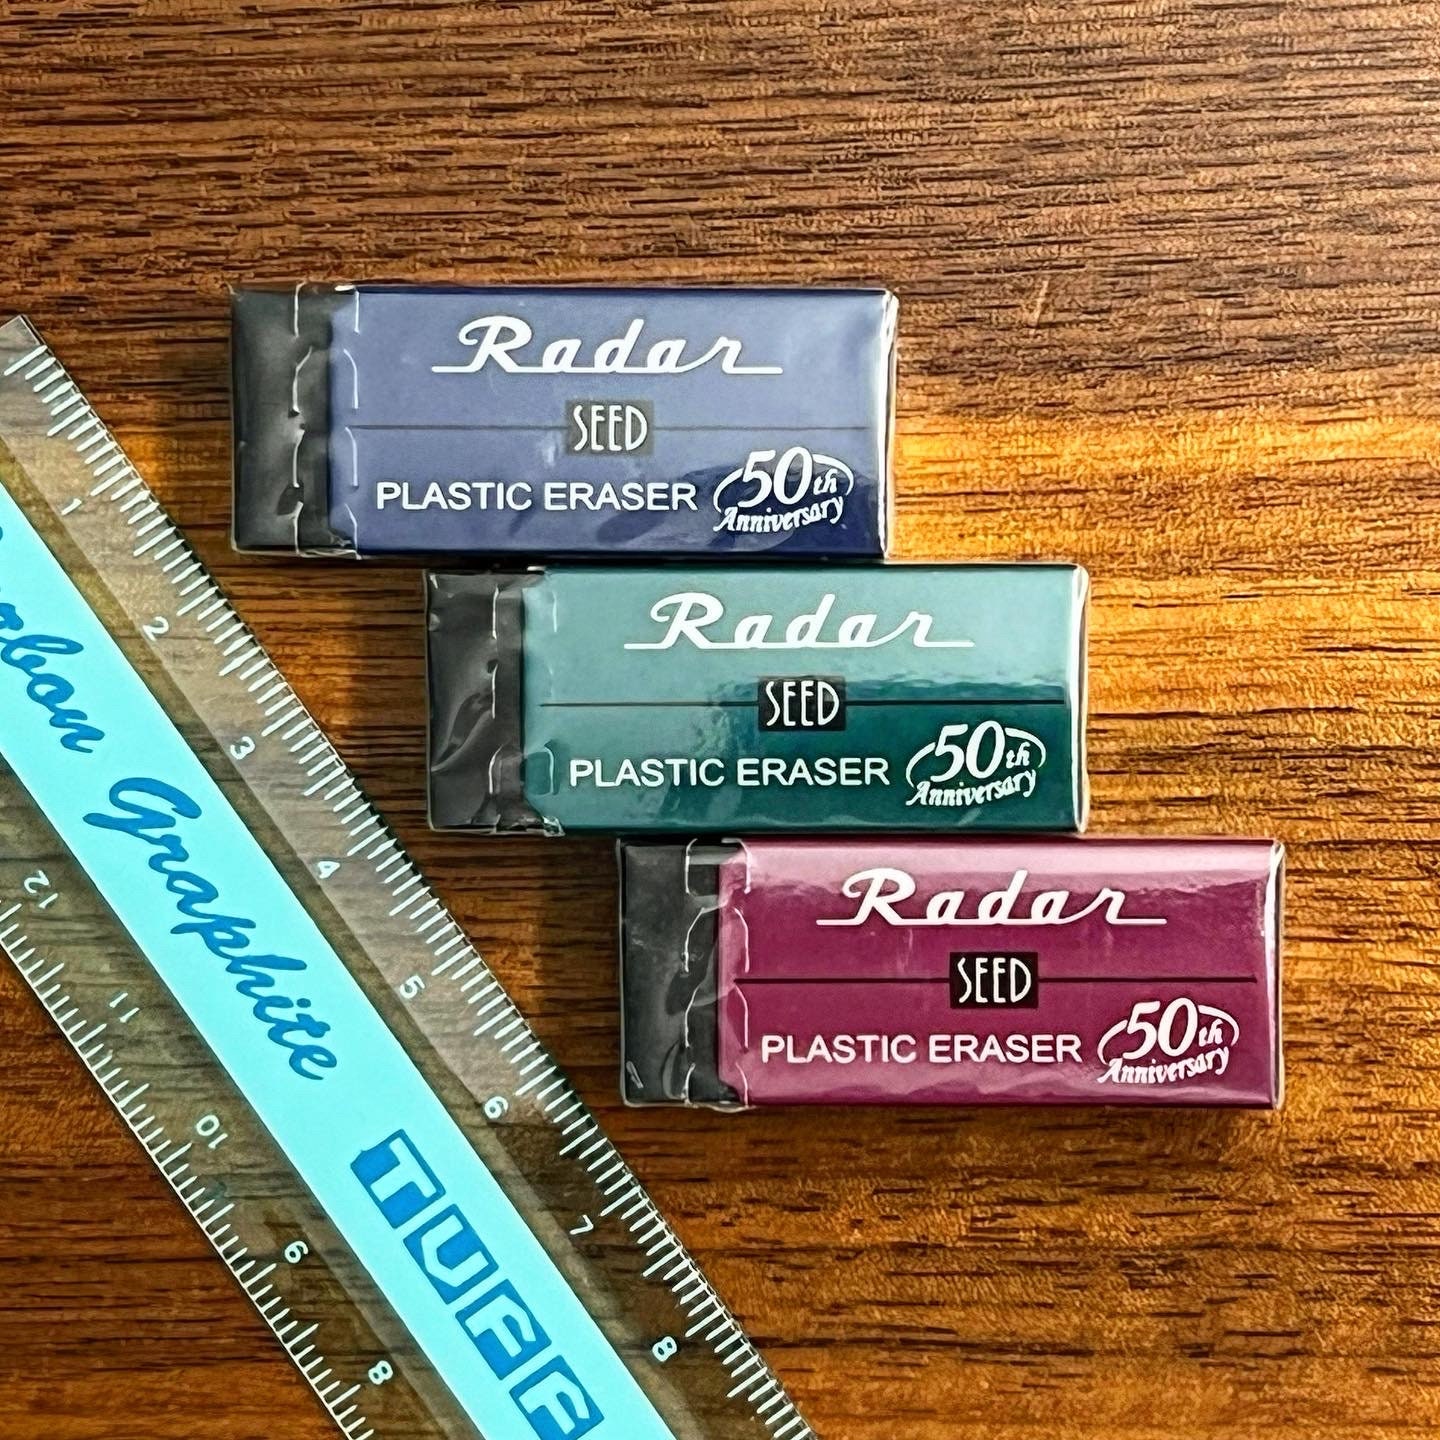 Radar
SEED
PLASTIC ERASER
50th
Anniversary
Radar
SEED
PLASTIC ERASER
50th
Anniversary
Radar
SEED
PLASTIC ERASER
50th
Anniversary
1 2 3 4 5 6 7 8
Graphite TUFF
12 11 10 9 8